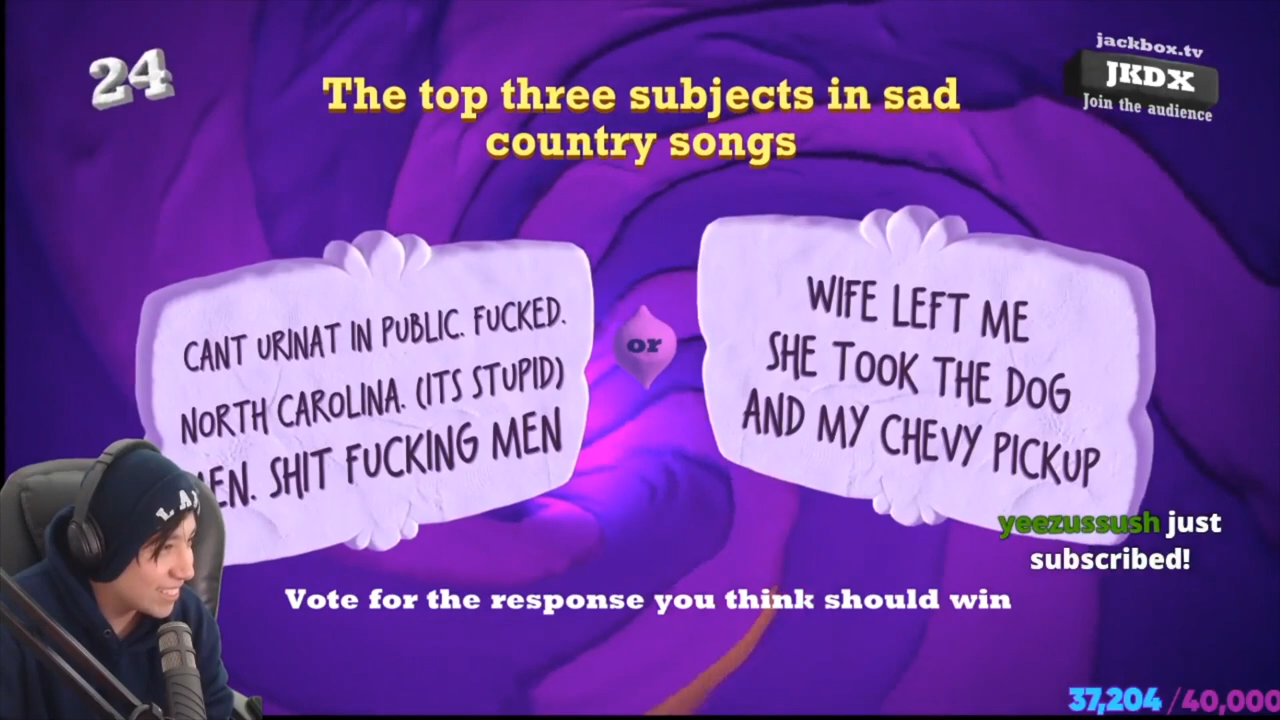 24
jackbox.tv
JKDX
Join the audience
The top three subjects in sad
country songs
CANT URINAT IN PUBLIC. FUCKED.
NORTH CAROLINA. (ITS STUPID)
EN. SHIT FUCKING MEN
or
WIFE LEFT ME
SHE TOOK THE DOG
AND MY CHEVY PICKUP
yeezussush just
subscribed!
Vote for the response you think should win
37,204 /40,000